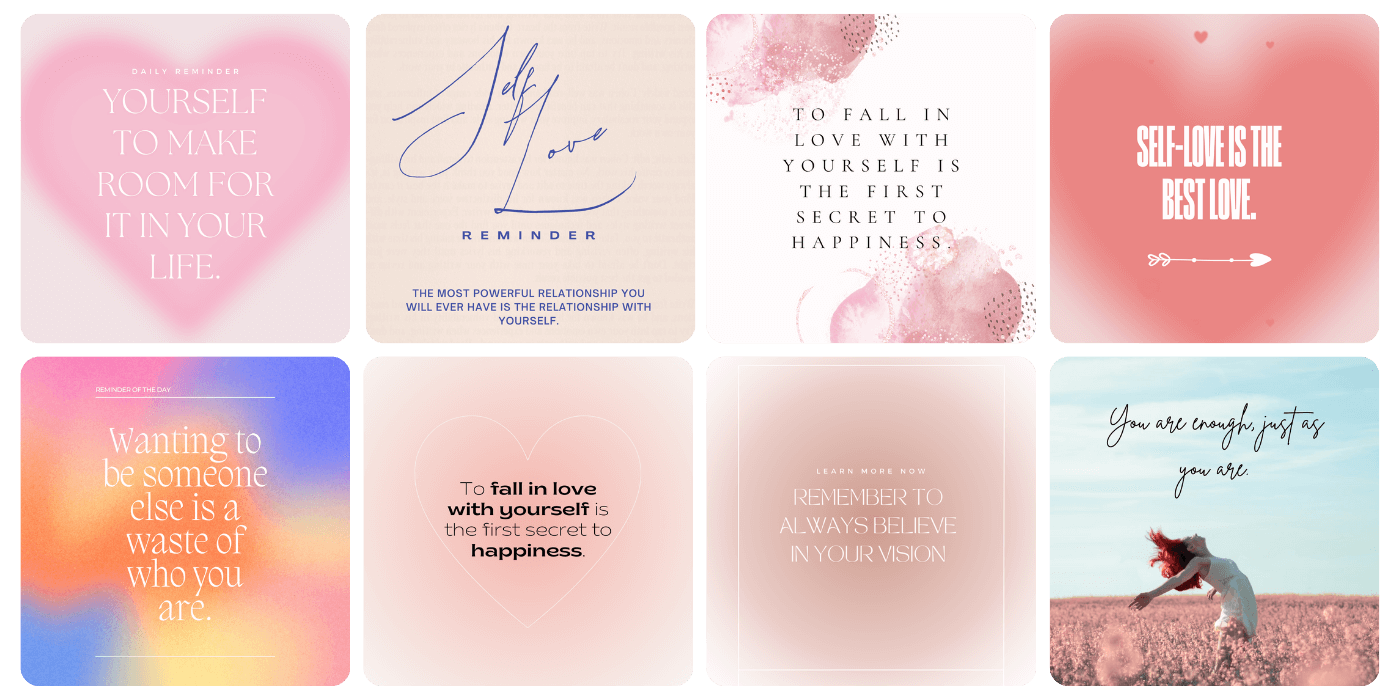 DAILY REMINDER
YOURSELF
TO MAKE
ROOM FOR
IT IN YOUR
LIFE.
Self
Love
REMINDER
THE MOST POWERFUL RELATIONSHIP YOU
WILL EVER HAVE IS THE RELATIONSHIP WITH
YOURSELF.
TO FALL IN
LOVE WITH
YOURSELF IS
THE FIRST
SECRET TO
HAPPINESS.
SELF-LOVE IS THE
BEST LOVE.
REMINDER OF THE DAY
Wanting to
be someone
else is a
waste of
who you
are.
To fall in love
with yourself is
the first secret to
happiness.
LEARN MORE NOW
REMEMBER TO
ALWAYS BELIEVE
IN YOUR VISION
You are enough, just as
you are.